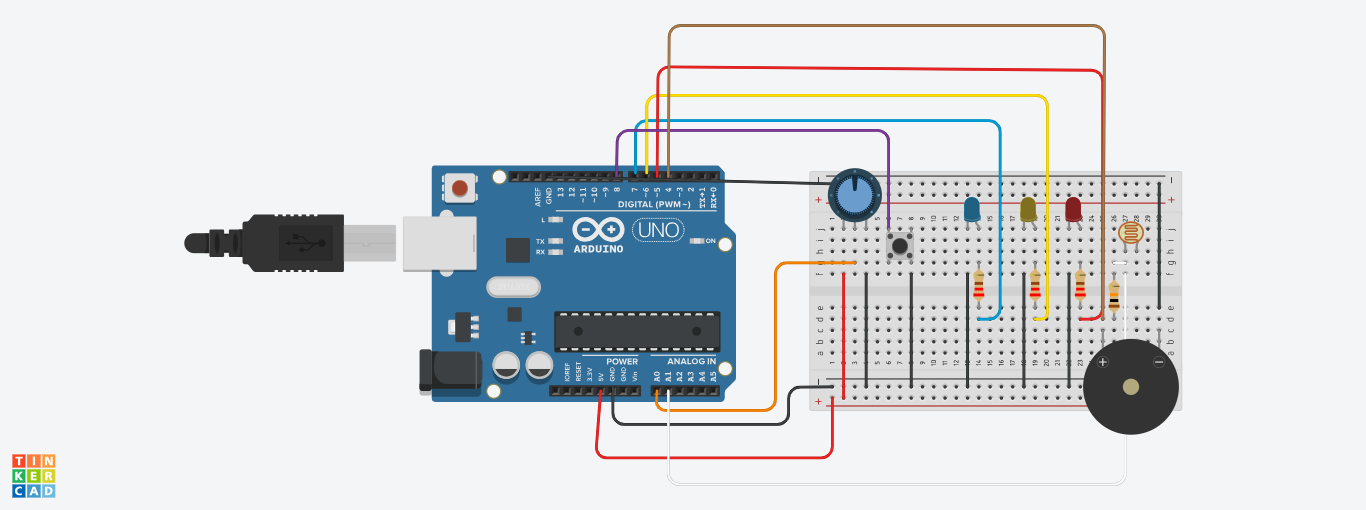 AREF
GND
13
12
~11
~10
~9
8
7
~6
~5
4
~3
2
TX→1
RX←0
DIGITAL (PWM~)
L
TX
RX
ARDUINO
UNO
ON
POWER
ANALOG IN
IOREF
RESET
3.3V
5V
GND
GND
Vin
A0
A1
A2
A3
A4
A5
TIN
KER
CAD